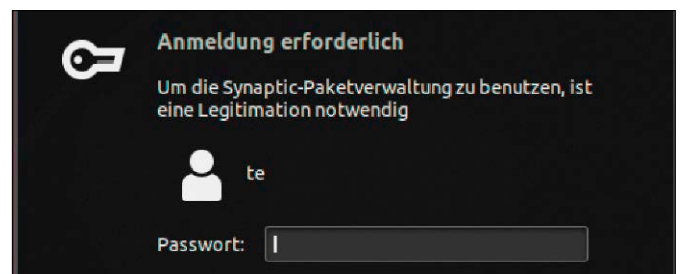 Anmeldung erforderlich
Um die Synaptic-Paketverwaltung zu benutzen, ist
eine Legitimation notwendig
te
Passwort: